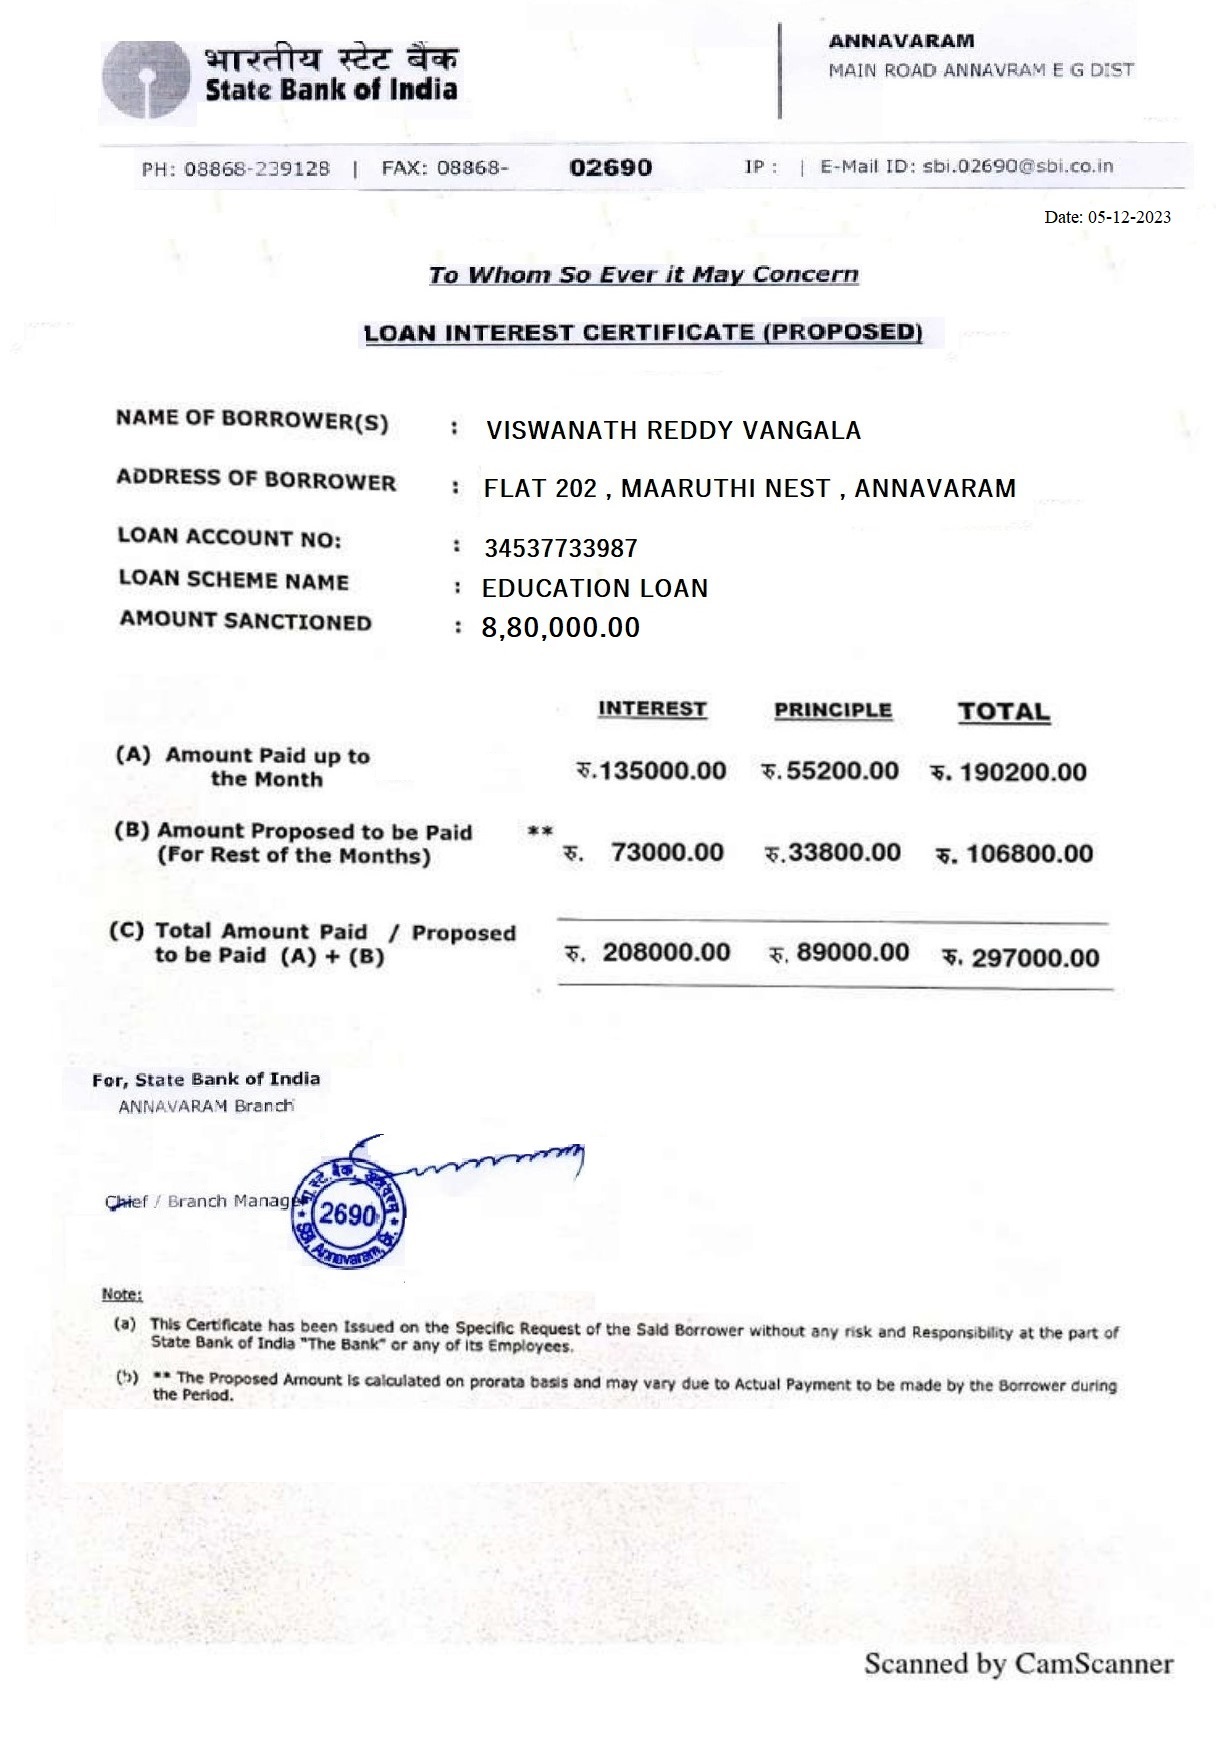 भारतीय स्टेट बैंक
State Bank of India
ANNAVARAM
MAIN ROAD ANNAVRAM E G DIST
PH: 08868-239128 | FAX: 08868- 02690 IP : | E-Mail ID: sbi.02690@sbi.co.in
Date: 05-12-2023
To Whom So Ever it May Concern
LOAN INTEREST CERTIFICATE (PROPOSED)
NAME OF BORROWER(S) : VISWANATH REDDY VANGALA
ADDRESS OF BORROWER : FLAT 202 , MAARUTHI NEST , ANNAVARAM
LOAN ACCOUNT NO: : 34537733987
LOAN SCHEME NAME : EDUCATION LOAN
AMOUNT SANCTIONED : 8,80,000.00
INTEREST PRINCIPLE TOTAL
(A) Amount Paid up to
the Month रु.135000.00 रु.55200.00 रु. 190200.00
(B) Amount Proposed to be Paid **
(For Rest of the Months) रु. 73000.00 रु.33800.00 रु. 106800.00
(C) Total Amount Paid / Proposed
to be Paid (A) + (B) रु. 208000.00 रु. 89000.00 रु. 297000.00
For, State Bank of India
ANNAVARAM Branch
Chief / Branch Manage
भा.स्टे.बैंक,
2690
SBI, Annavaram, Br.
Note:
(a) This Certificate has been Issued on the Specific Request of the Said Borrower without any risk and Responsibility at the part of
State Bank of India "The Bank" or any of its Employees.
(b) ** The Proposed Amount is calculated on prorata basis and may vary due to Actual Payment to be made by the Borrower during
the Period.
Scanned by CamScanner